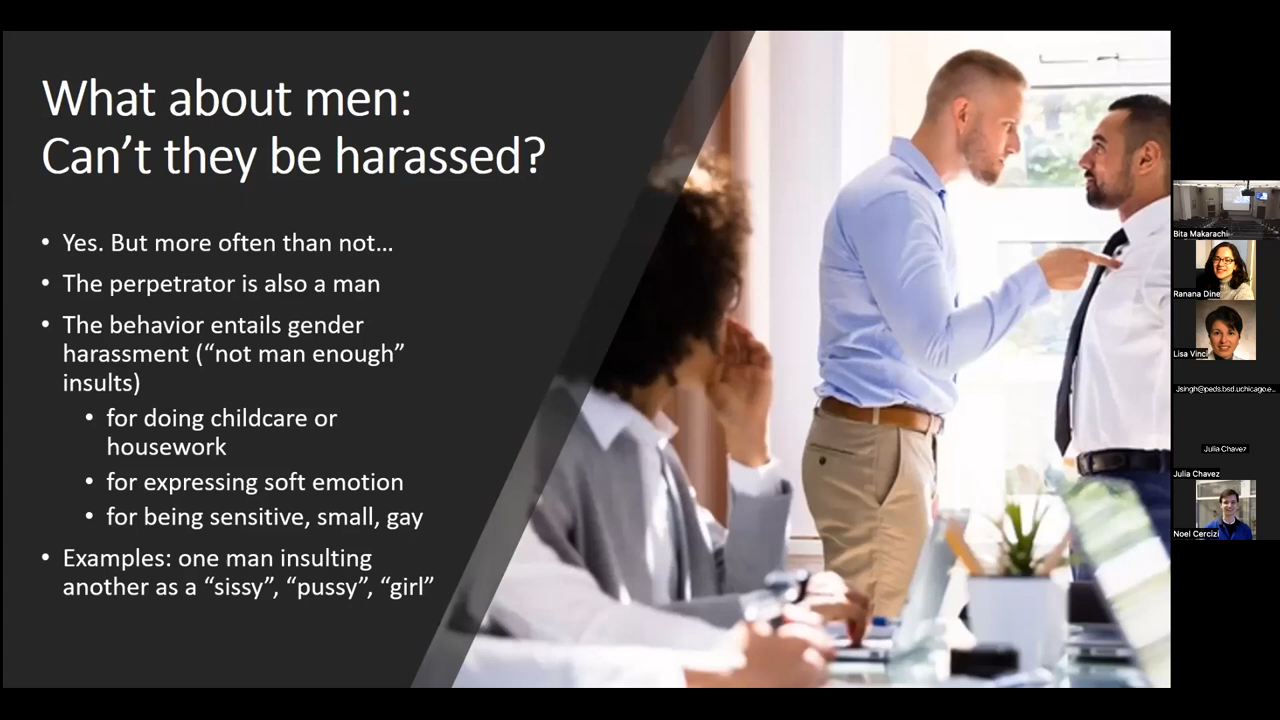 What about men:
Can’t they be harassed?
• Yes. But more often than not…
• The perpetrator is also a man
• The behavior entails gender
harassment (“not man enough”
insults)
• for doing childcare or
housework
• for expressing soft emotion
• for being sensitive, small, gay
• Examples: one man insulting
another as a “sissy”, “pussy”, “girl”
Bita Makarachi
Ranana Dine
Lisa Vinci
Jsingh@peds.bsd.uchicago.e...
Julia Chavez
Julia Chavez
Noel Cercizi